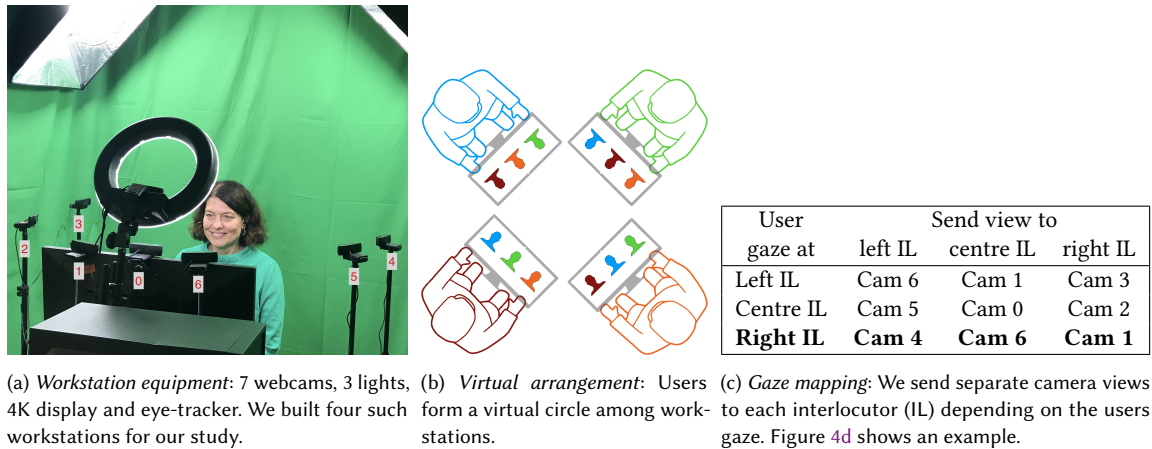 3
2
1
0
6
5
4
User Send view to
gaze at left IL centre IL right IL
Left IL Cam 6 Cam 1 Cam 3
Centre IL Cam 5 Cam 0 Cam 2
Right IL Cam 4 Cam 6 Cam 1
(a) Workstation equipment: 7 webcams, 3 lights,
4K display and eye-tracker. We built four such
workstations for our study.
(b) Virtual arrangement: Users
form a virtual circle among work-
stations.
(c) Gaze mapping: We send separate camera views
to each interlocutor (IL) depending on the users
gaze. Figure 4d shows an example.